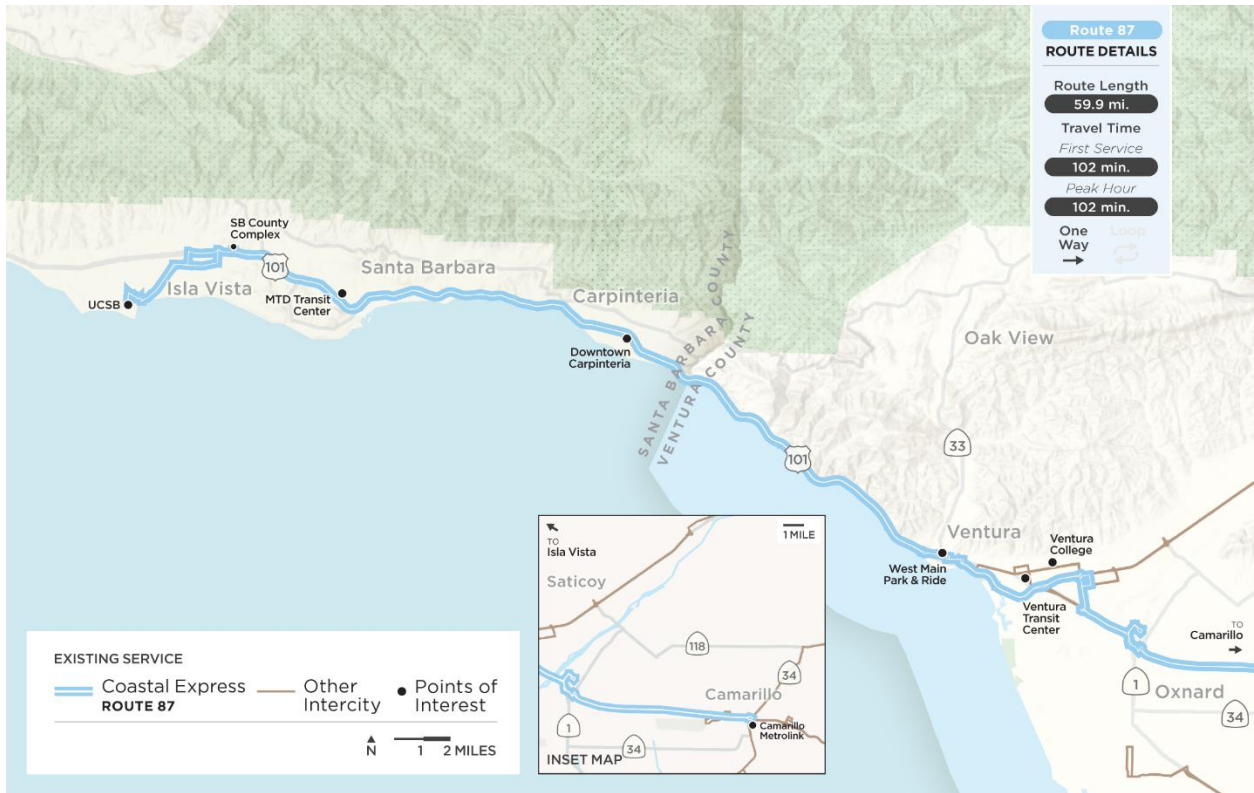 Route 87
ROUTE DETAILS
Route Length
59.9 mi.
Travel Time
First Service
102 min.
Peak Hour
102 min.
One
Way
Loop
SB County
Complex
101
Santa Barbara
Isla Vista
MTD Transit
Center
UCSB
Carpinteria
Downtown
Carpinteria
SANTA BARBARA COUNTY
VENTURA COUNTY
Oak View
33
101
Ventura
Ventura
College
West Main
Park & Ride
Ventura
Transit
Center
TO
Camarillo
1
Oxnard
34
TO
Isla Vista
1 MILE
Saticoy
118
34
Camarillo
1
34
Camarillo
Metrolink
INSET MAP
EXISTING SERVICE
Coastal Express
ROUTE 87
Other
Intercity
Points of
Interest
N
1 2 MILES